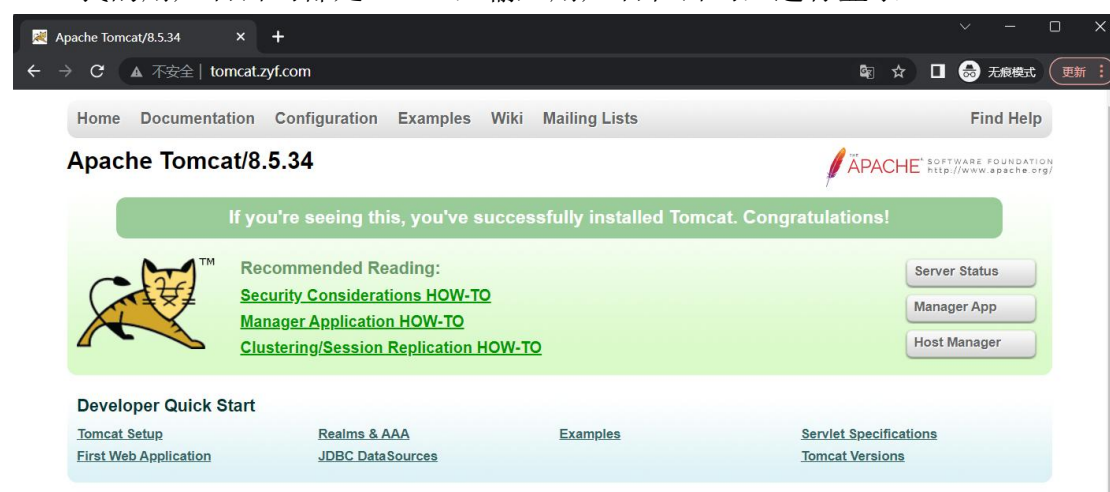 Apache Tomcat/8.5.34
不安全 | tomcat.zyf.com
无痕模式
更新
Home Documentation Configuration Examples Wiki Mailing Lists Find Help
Apache Tomcat/8.5.34
THE APACHE SOFTWARE FOUNDATION
http://www.apache.org/
If you're seeing this, you've successfully installed Tomcat. Congratulations!
TM
Recommended Reading:
Security Considerations HOW-TO
Manager Application HOW-TO
Clustering/Session Replication HOW-TO
Server Status
Manager App
Host Manager
Developer Quick Start
Tomcat Setup
First Web Application
Realms & AAA
JDBC DataSources
Examples
Servlet Specifications
Tomcat Versions